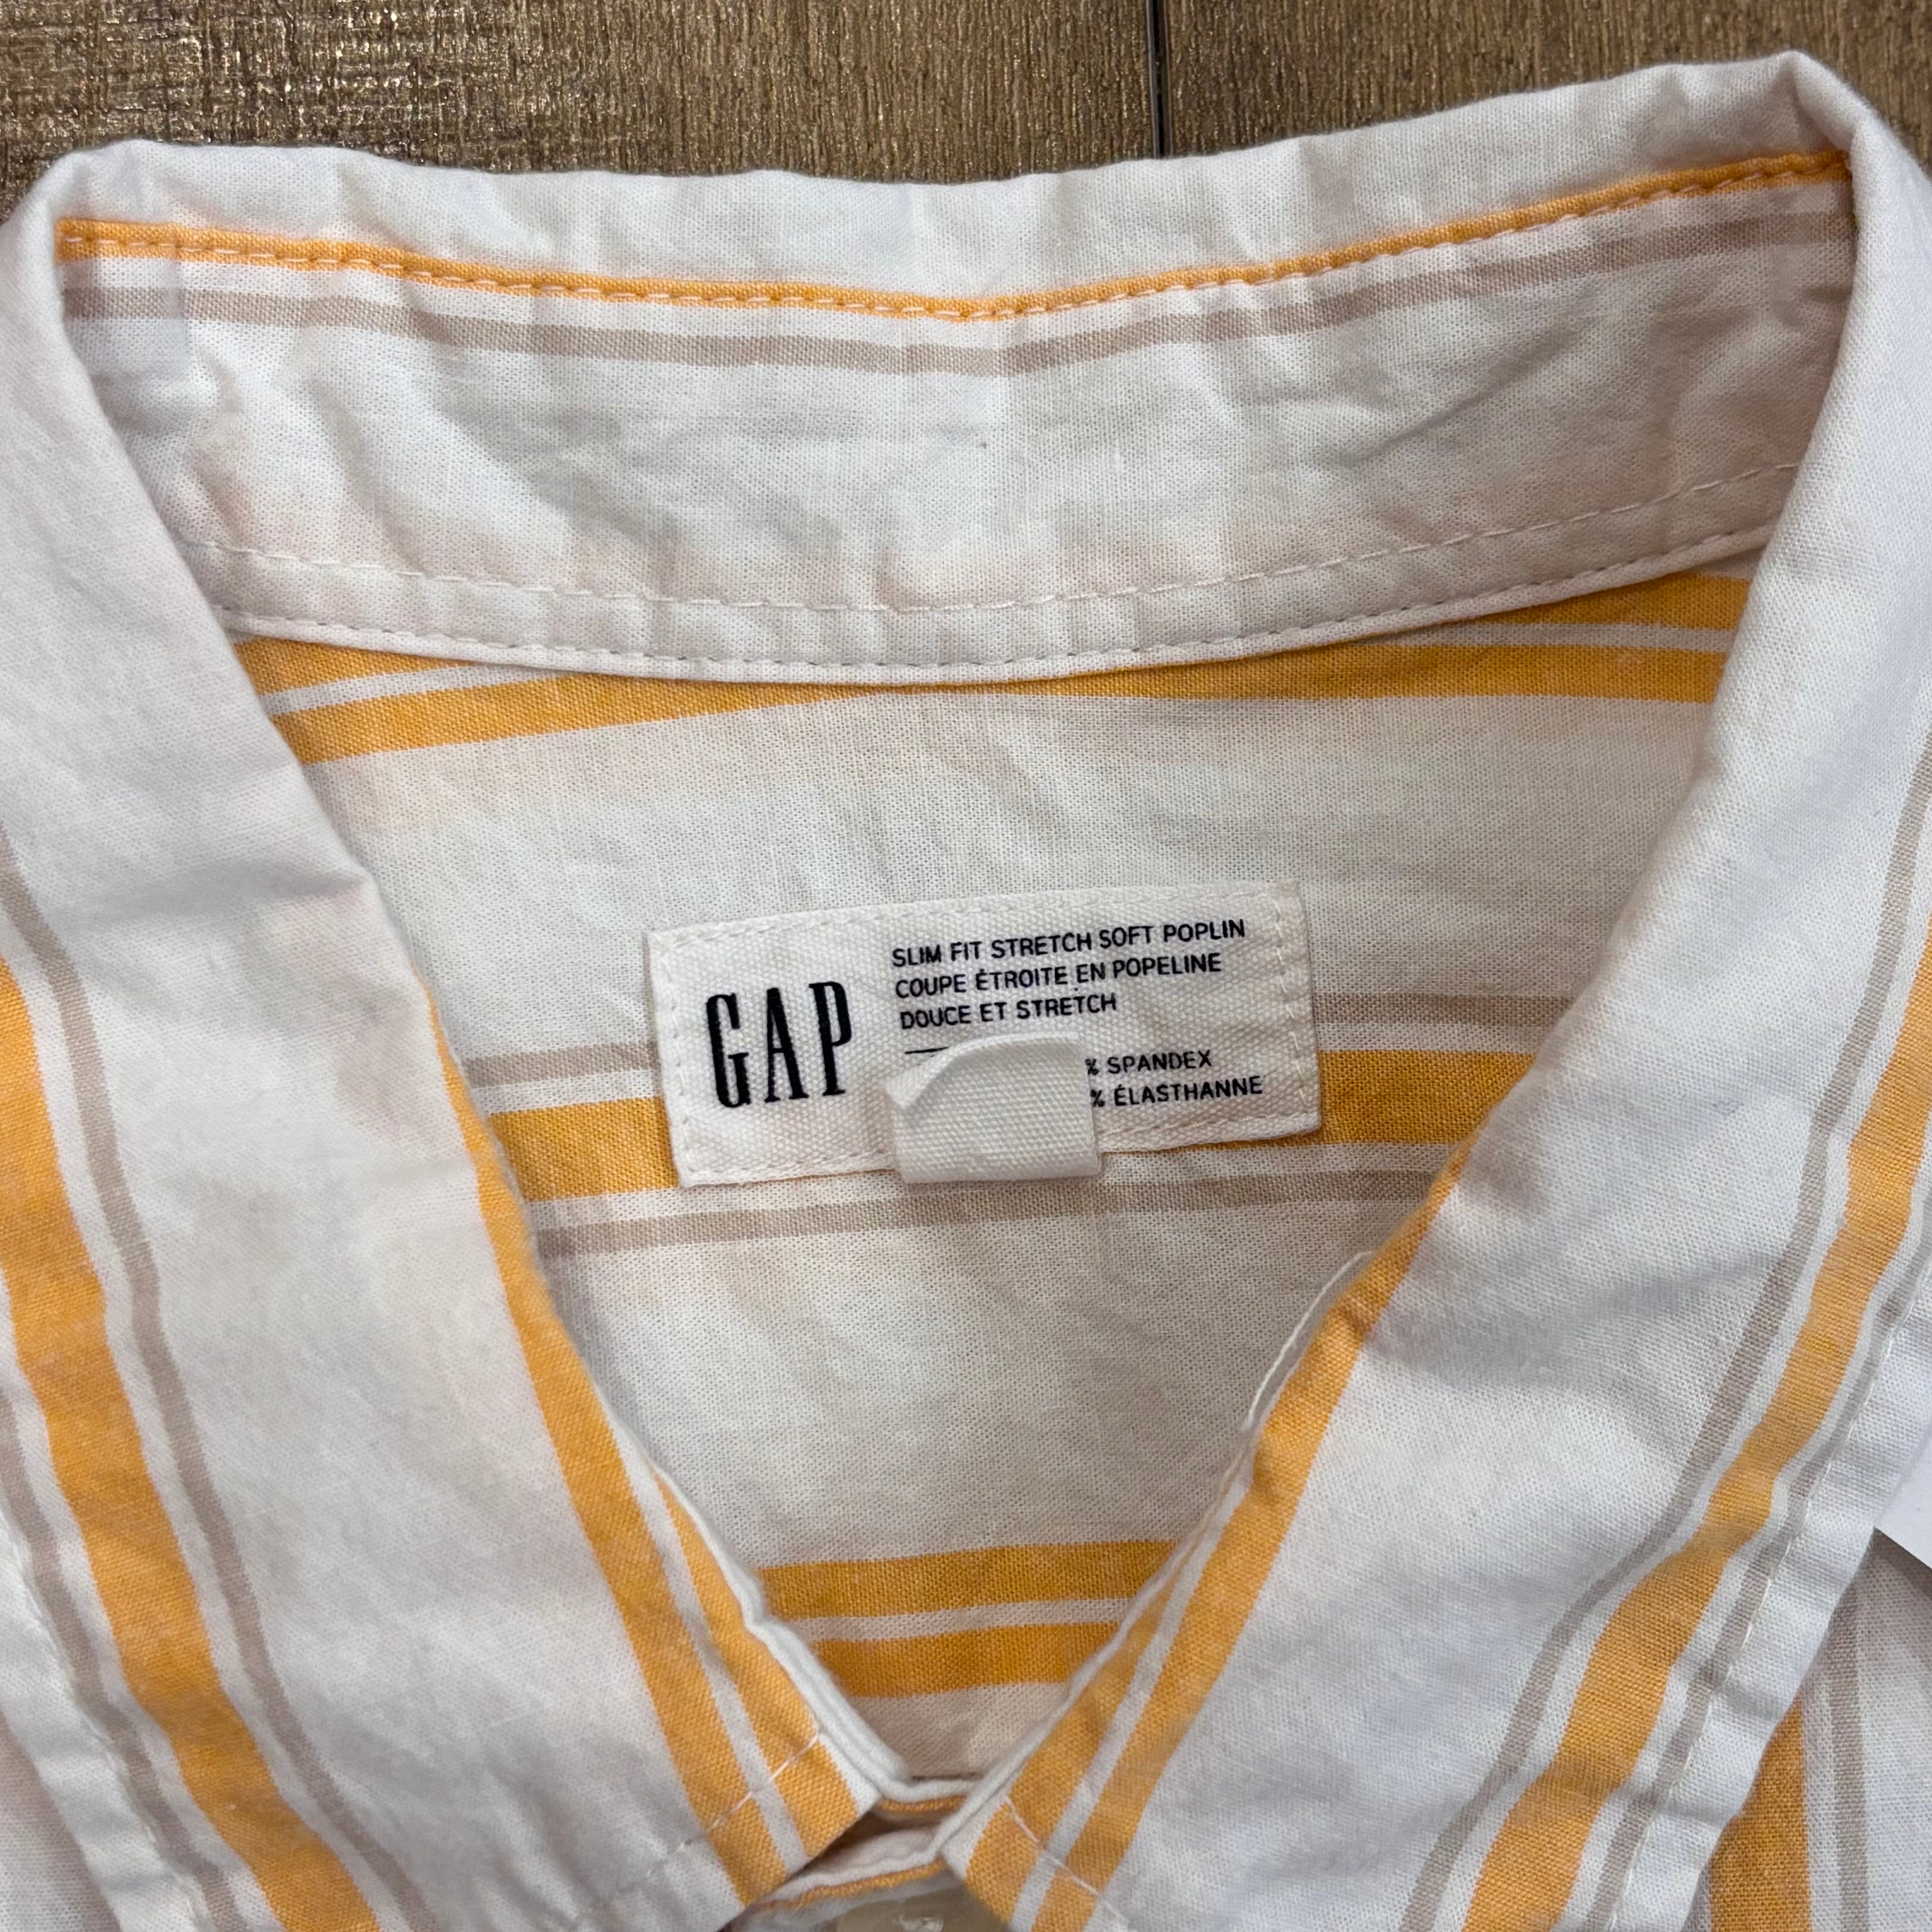 GAP
SLIM FIT STRETCH SOFT POPLIN
COUPE ÉTROITE EN POPELINE
DOUCE ET STRETCH
% SPANDEX
% ÉLASTHANNE